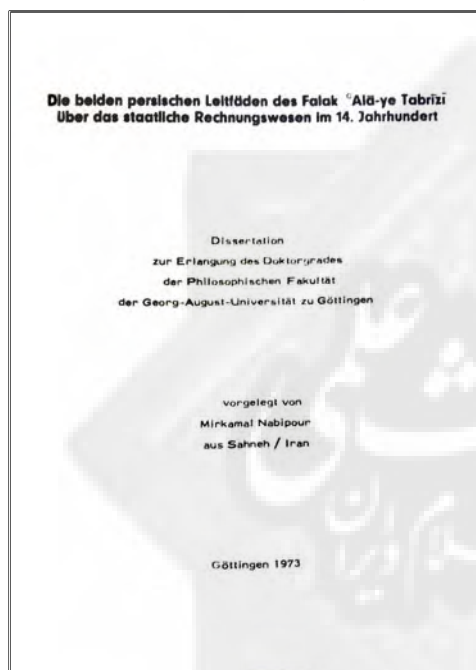 Die beiden persischen Leitfäden des Falak ʿAlā-ye Tabrīzī
Über das staatliche Rechnungswesen im 14. Jahrhundert
Dissertation
zur Erlangung des Doktorgrades
der Philosophischen Fakultät
der Georg-August-Universität zu Göttingen
vorgelegt von
Mirkamal Nabipour
aus Sahneh / Iran
Göttingen 1973